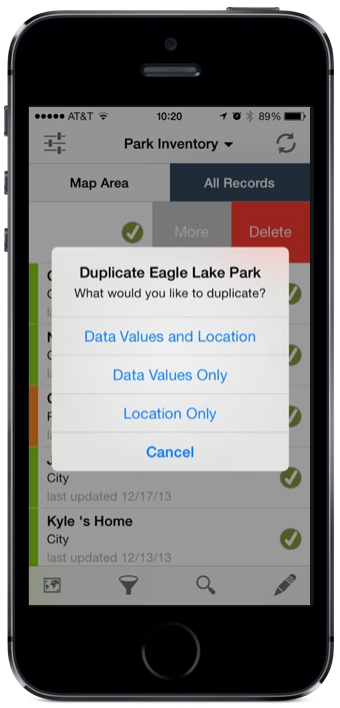 AT&T 10:20 89%
Park Inventory
Map Area All Records
More Delete
Duplicate Eagle Lake Park
What would you like to duplicate?
Data Values and Location
Data Values Only
Location Only
Cancel
City
last updated 12/17/13
Kyle 's Home
City
last updated 12/13/13